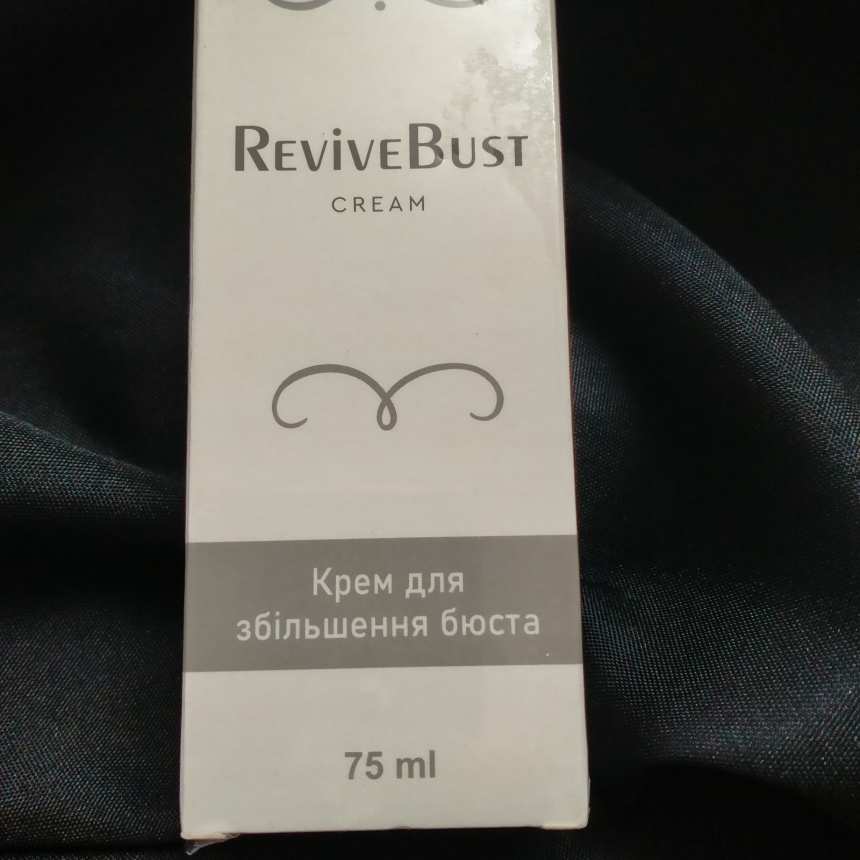 REViVEBUST
CREAM
Крем для
збільшення бюста
75 ml